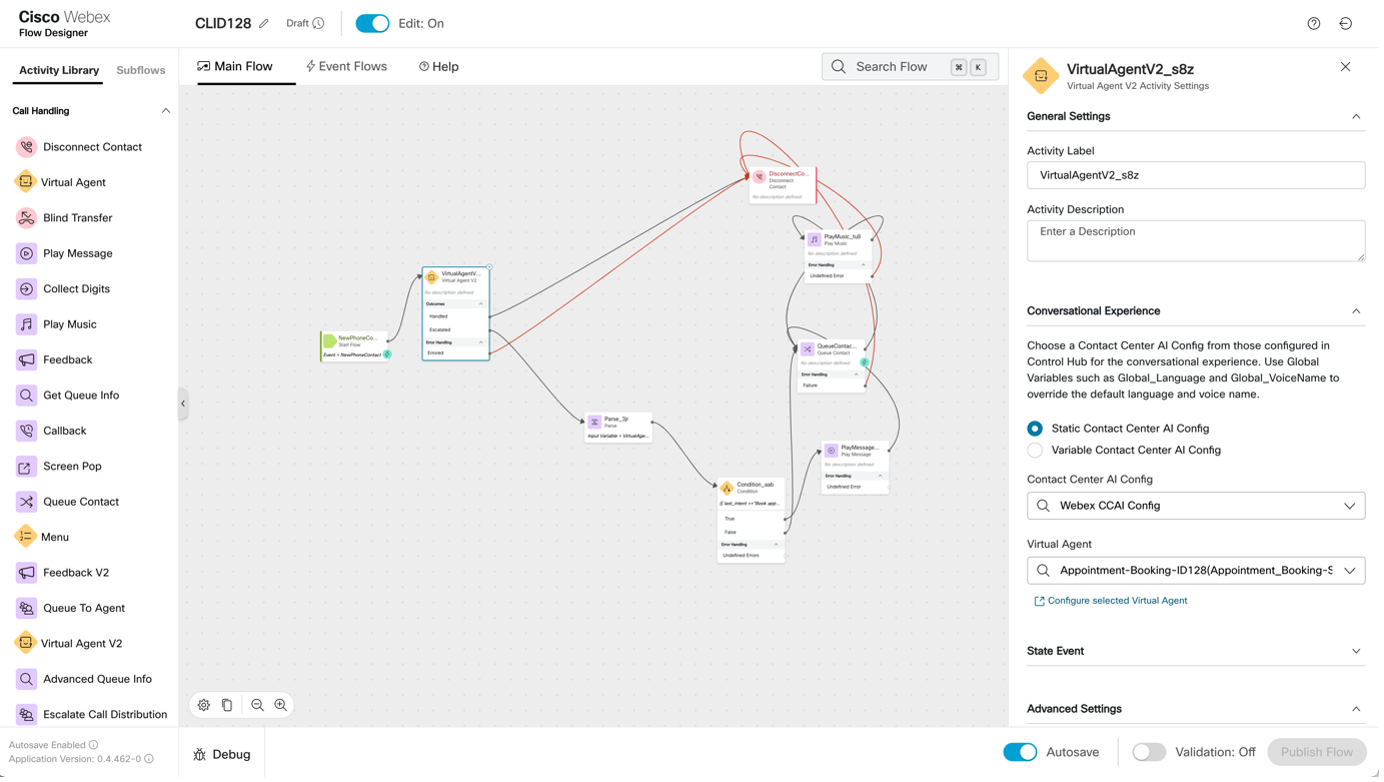 Cisco Webex
Flow Designer
CLID128
Draft
Edit: On
Activity Library
Subflows
Call Handling
Disconnect Contact
Virtual Agent
Blind Transfer
Play Message
Collect Digits
Play Music
Feedback
Get Queue Info
Callback
Screen Pop
Queue Contact
Menu
Feedback V2
Queue To Agent
Virtual Agent V2
Advanced Queue Info
Escalate Call Distribution
Autosave Enabled
Application Version: 0.4.462-0
Main Flow
Event Flows
Help
Search Flow
⌘ K
NewPhoneCo...
Start Flow
Event = NewPhoneContact
VirtualAgentV...
Virtual Agent V2
No description defined
Outcomes
Handled
Escalated
Error Handling
Errored
DisconnectCo...
Disconnect
Contact
No description defined
PlayMusic_tull
Play Music
No description defined
Error Handling
Undefined Error
QueueContac...
Queue Contact
No description defined
Error Handling
Failure
Parse_3jr
Parse
Input Variable = VirtualAge...
PlayMessage...
Play Message
No description defined
Error Handling
Undefined Error
Condition_aab
Condition
{{ last_intent =="Book app...
True
False
Error Handling
Undefined Errors
Debug
VirtualAgentV2_s8z
Virtual Agent V2 Activity Settings
General Settings
Activity Label
VirtualAgentV2_s8z
Activity Description
Enter a Description
Conversational Experience
Choose a Contact Center AI Config from those configured in
Control Hub for the conversational experience. Use Global
Variables such as Global_Language and Global_VoiceName to
override the default language and voice name.
Static Contact Center AI Config
Variable Contact Center AI Config
Contact Center AI Config
Webex CCAI Config
Virtual Agent
Appointment-Booking-ID128(Appointment_Booking-S
Configure selected Virtual Agent
State Event
Advanced Settings
Autosave
Validation: Off
Publish Flow